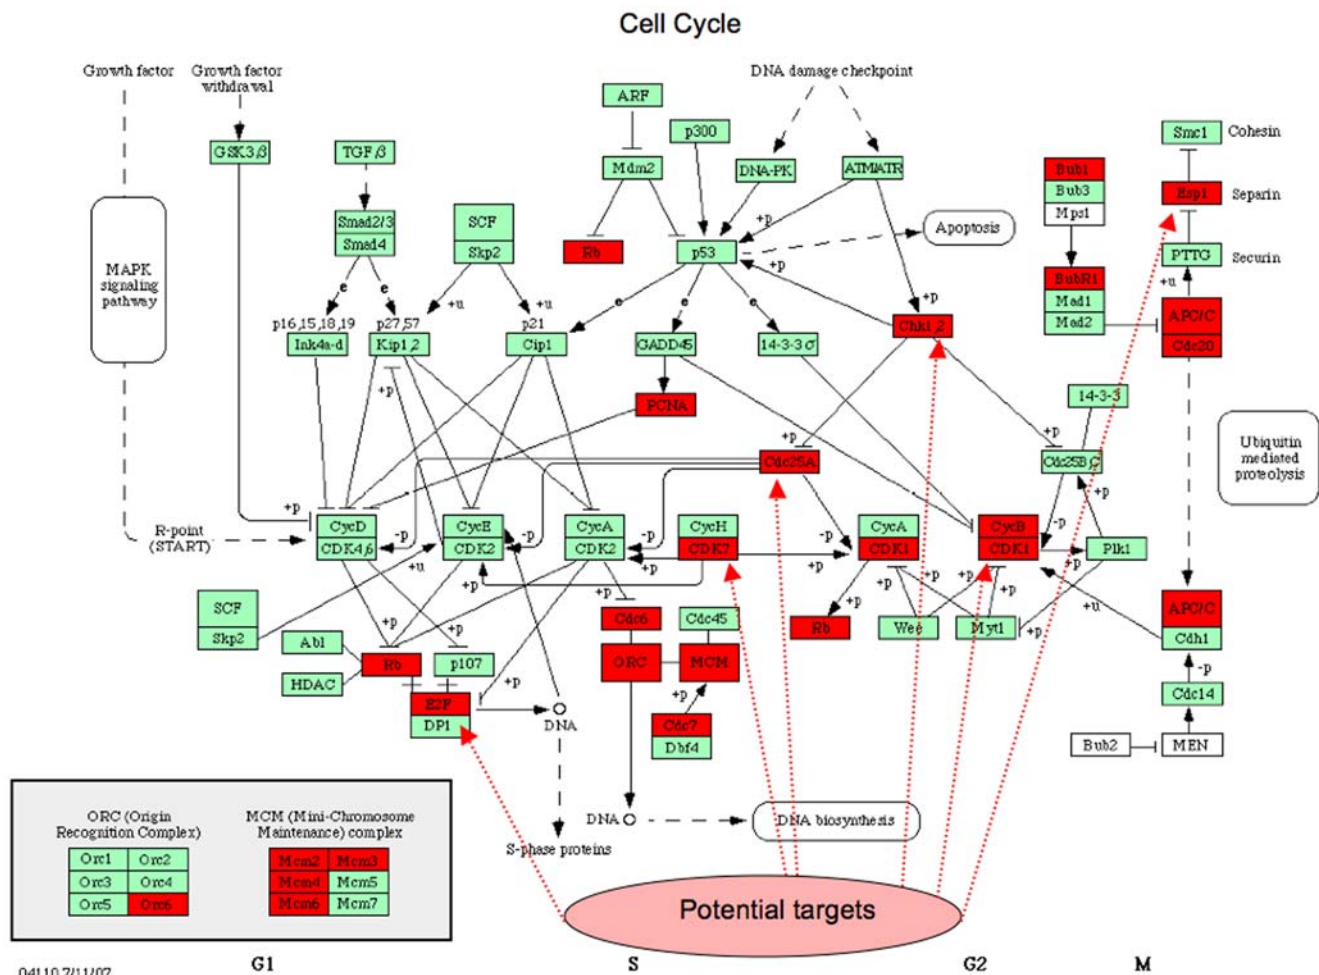 Cell Cycle
Growth factor
Growth factor
withdrawal
DNA damage checkpoint
ARF
p300
Smc1
Cohesin
GSK3β
TGFβ
Mdm2
DNA-PK
ATM/ATR
Bub1
Bub3
Mps1
Esp1
Separin
+p
SCF
Skp2
Smad2/3
Smad4
Rb
p53
Apoptosis
PTTG
Securin
MAPK
signaling
pathway
+p
+u
BubR1
Mad1
Mad2
e
e
+u
+u
e
e
e
+p
APC/C
Cdc20
p16,15,18,19
Ink4a-d
p27,57
Kip1,2
p21
Cip1
GADD45
14-3-3σ
Chk1,2
+p
PCNA
14-3-3
+p
+p
Cdc25A
Cdc25B,C
Ubiquitin
mediated
proteolysis
+p
+p
R-point
(START)
CycD
CDK4,6
-p
CycE
CDK2
-p
CycA
CDK2
-p
CycH
CDK7
-p
CycA
CDK1
CycB
CDK1
-p
Plk1
+u
+p
+p
+p
+p
+p
+p
+p
+u
SCF
Skp2
Cdc6
Cdc45
Rb
Wee
Myt1
+p
APC/C
Cdh1
+p
+p
Abl
HDAC
Rb
p107
ORC
MCM
-p
+p
+p
Cdc14
E2F
DP1
DNA
Cdc7
Dbf4
Bub2
MEN
ORC (Origin
Recognition Complex)
MCM (Mini-Chromosome
Maintenance) complex
DNA
DNA biosynthesis
S-phase proteins
Orc1 Orc2
Orc3 Orc4
Orc5 Orc6
Mcm2 Mcm3
Mcm4 Mcm5
Mcm6 Mcm7
Potential targets
04110 7/11/07
G1
S
G2
M